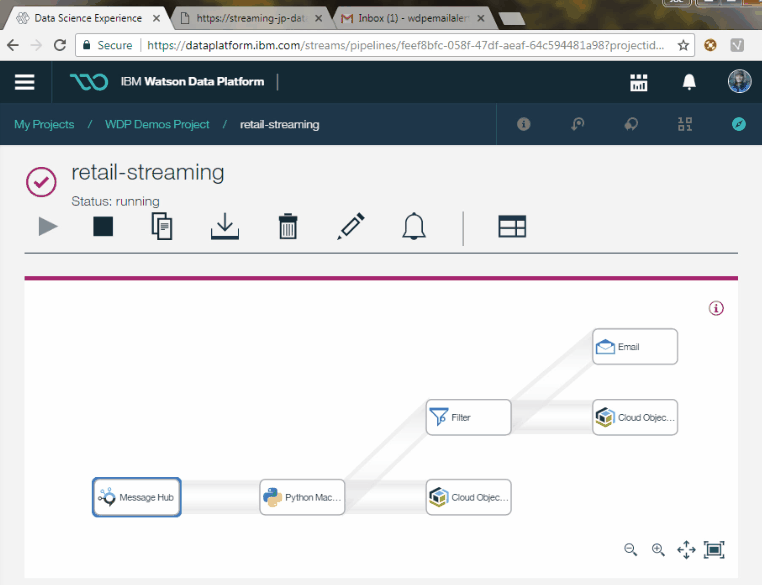 Data Science Experience
https://streaming-jp-dat
Inbox (1) - wdpemailalert
Secure https://dataplatform.ibm.com/streams/pipelines/feef8bfc-058f-47df-aeaf-64c594481a98?projectid...
IBM Watson Data Platform
My Projects / WDP Demos Project / retail-streaming
retail-streaming
Status: running
Email
Filter
Cloud Objec...
Message Hub
Python Mac...
Cloud Objec...